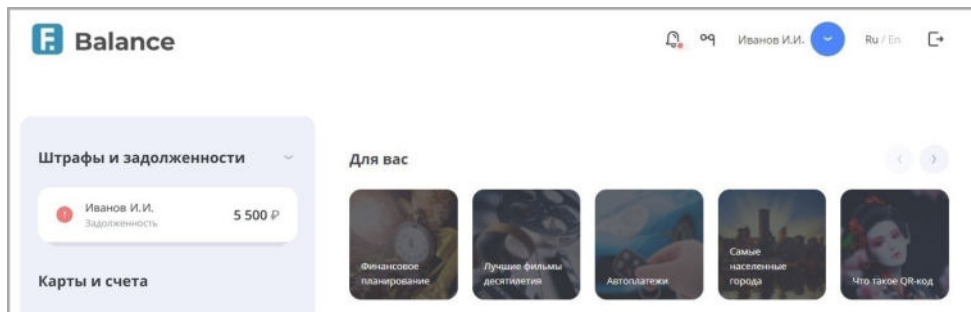 F. Balance
Иванов И.И.
Ru / En
Штрафы и задолженности
Иванов И.И.
Задолженность
5 500 ₽
Карты и счета
Для вас
Финансовое
планирование
Лучшие фильмы
десятилетия
Автоплатежи
Самые
населенные
города
Что такое QR-код